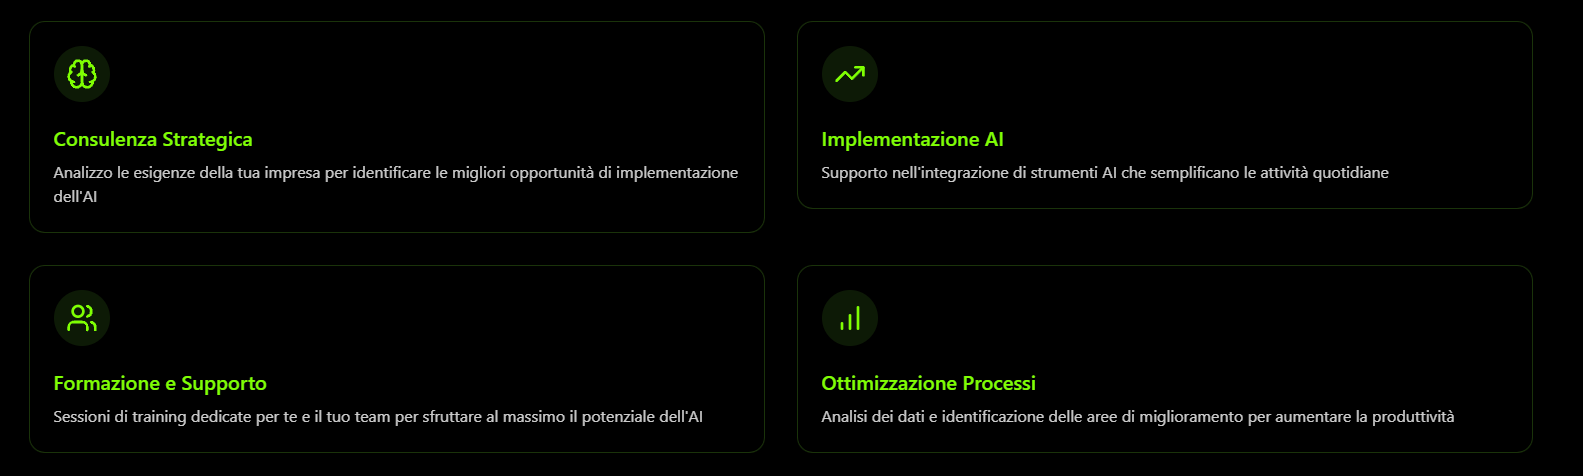 Consulenza Strategica
Analizzo le esigenze della tua impresa per identificare le migliori opportunità di implementazione
dell'AI
Implementazione AI
Supporto nell'integrazione di strumenti AI che semplificano le attività quotidiane
Formazione e Supporto
Sessioni di training dedicate per te e il tuo team per sfruttare al massimo il potenziale dell'AI
Ottimizzazione Processi
Analisi dei dati e identificazione delle aree di miglioramento per aumentare la produttività